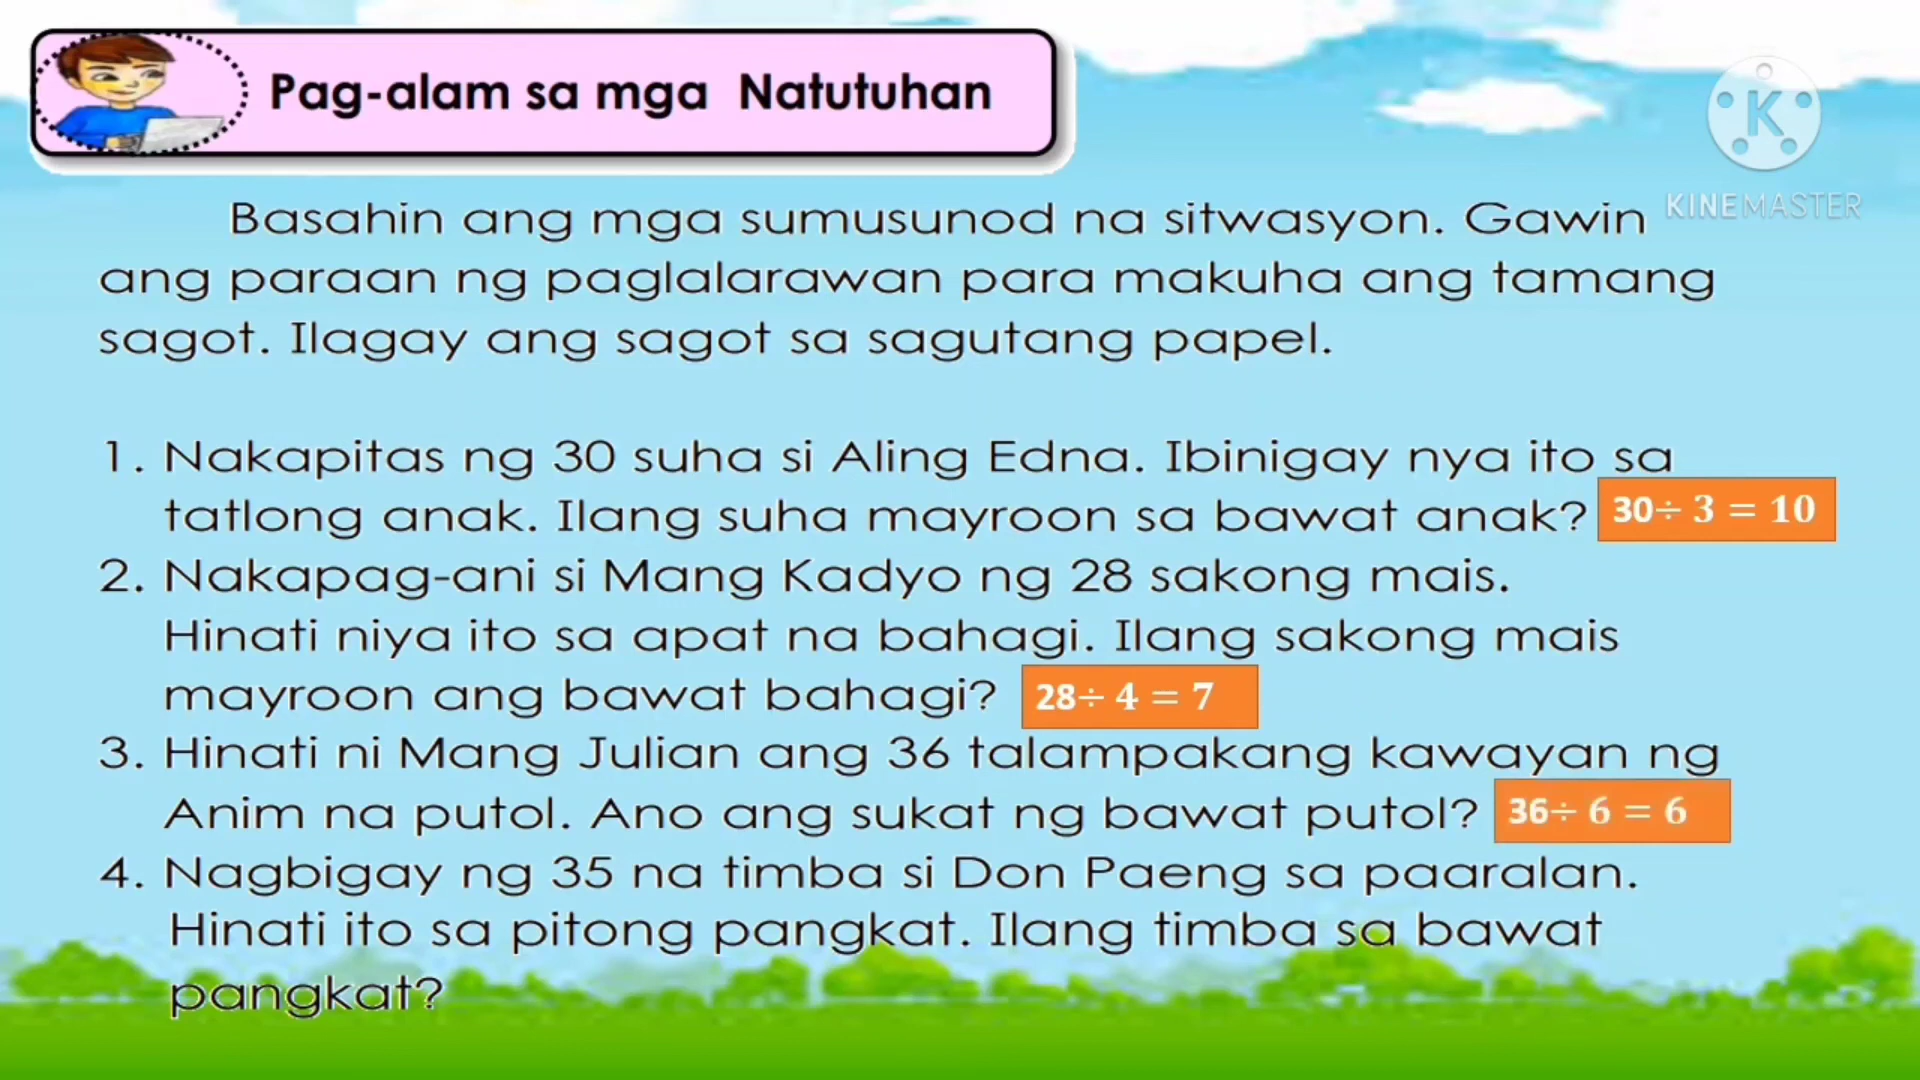 Pag-alam sa mga Natutuhan
K
KINEMASTER
Basahin ang mga sumusunod na sitwasyon. Gawin
ang paraan ng paglalarawan para makuha ang tamang
sagot. Ilagay ang sagot sa sagutang papel.
1. Nakapitas ng 30 suha si Aling Edna. Ibinigay nya ito sa
tatlong anak. Ilang suha mayroon sa bawat anak? 30÷ 3 = 10
2. Nakapag-ani si Mang Kadyo ng 28 sakong mais.
Hinati niya ito sa apat na bahagi. Ilang sakong mais
mayroon ang bawat bahagi? 28÷ 4 = 7
3. Hinati ni Mang Julian ang 36 talampakang kawayan ng
Anim na putol. Ano ang sukat ng bawat putol? 36÷ 6 = 6
4. Nagbigay ng 35 na timba si Don Paeng sa paaralan.
Hinati ito sa pitong pangkat. Ilang timba sa bawat
pangkat?